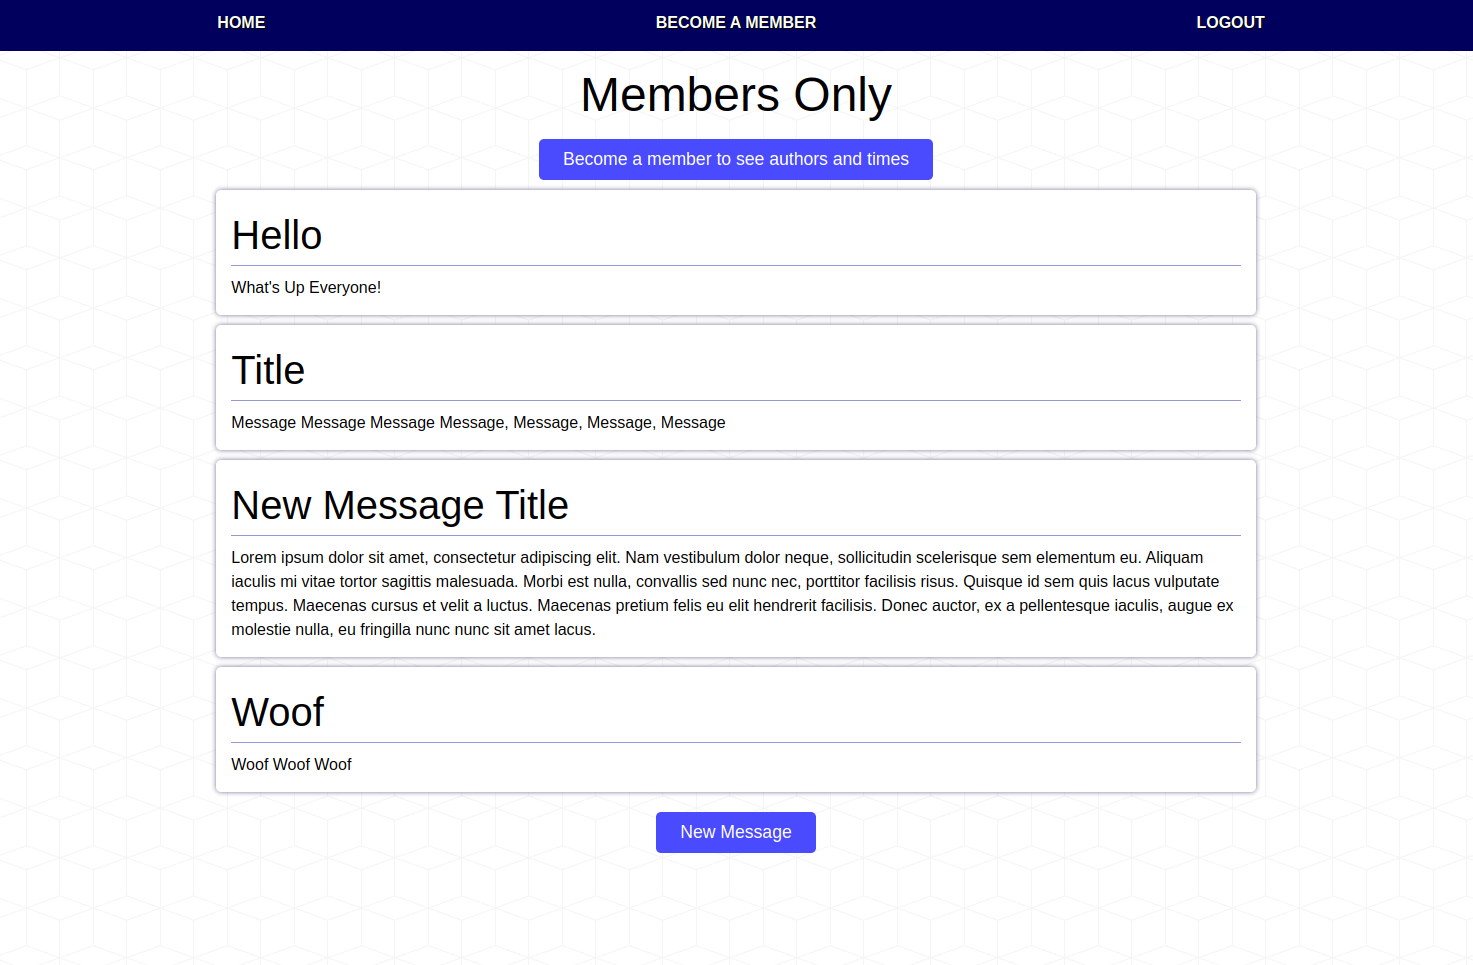 HOME BECOME A MEMBER LOGOUT
Members Only
Become a member to see authors and times
Hello
What's Up Everyone!
Title
Message Message Message Message, Message, Message, Message
New Message Title
Lorem ipsum dolor sit amet, consectetur adipiscing elit. Nam vestibulum dolor neque, sollicitudin scelerisque sem elementum eu. Aliquam
iaculis mi vitae tortor sagittis malesuada. Morbi est nulla, convallis sed nunc nec, porttitor facilisis risus. Quisque id sem quis lacus vulputate
tempus. Maecenas cursus et velit a luctus. Maecenas pretium felis eu elit hendrerit facilisis. Donec auctor, ex a pellentesque iaculis, augue ex
molestie nulla, eu fringilla nunc nunc sit amet lacus.
Woof
Woof Woof Woof
New Message